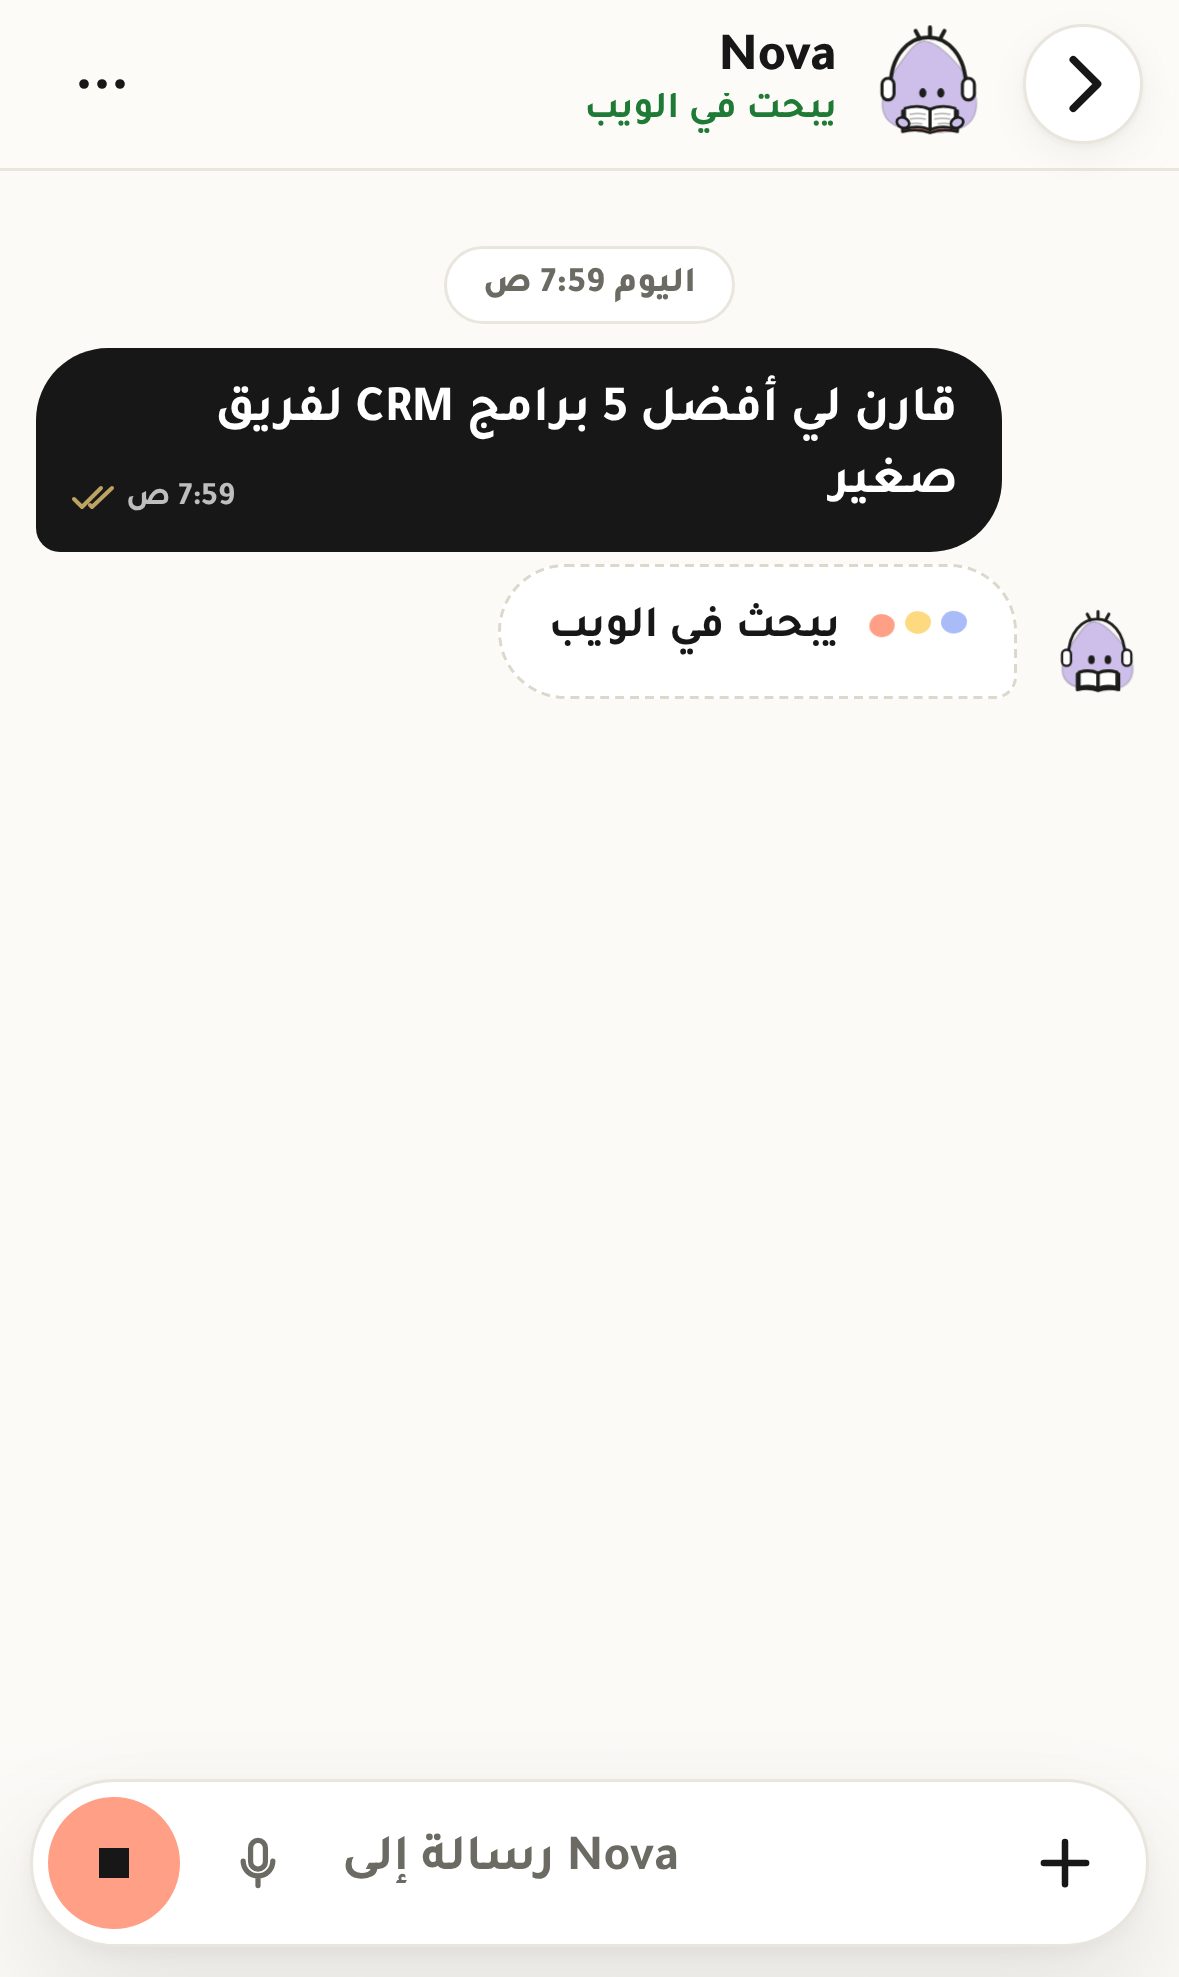 Nova
يبحت في الويب
اليوم 7:59 ص
قارن لي أفضل 5 برامج CRM لفريق
صغير
7:59 ص
يبحث في الويب
رسالة إلى Nova